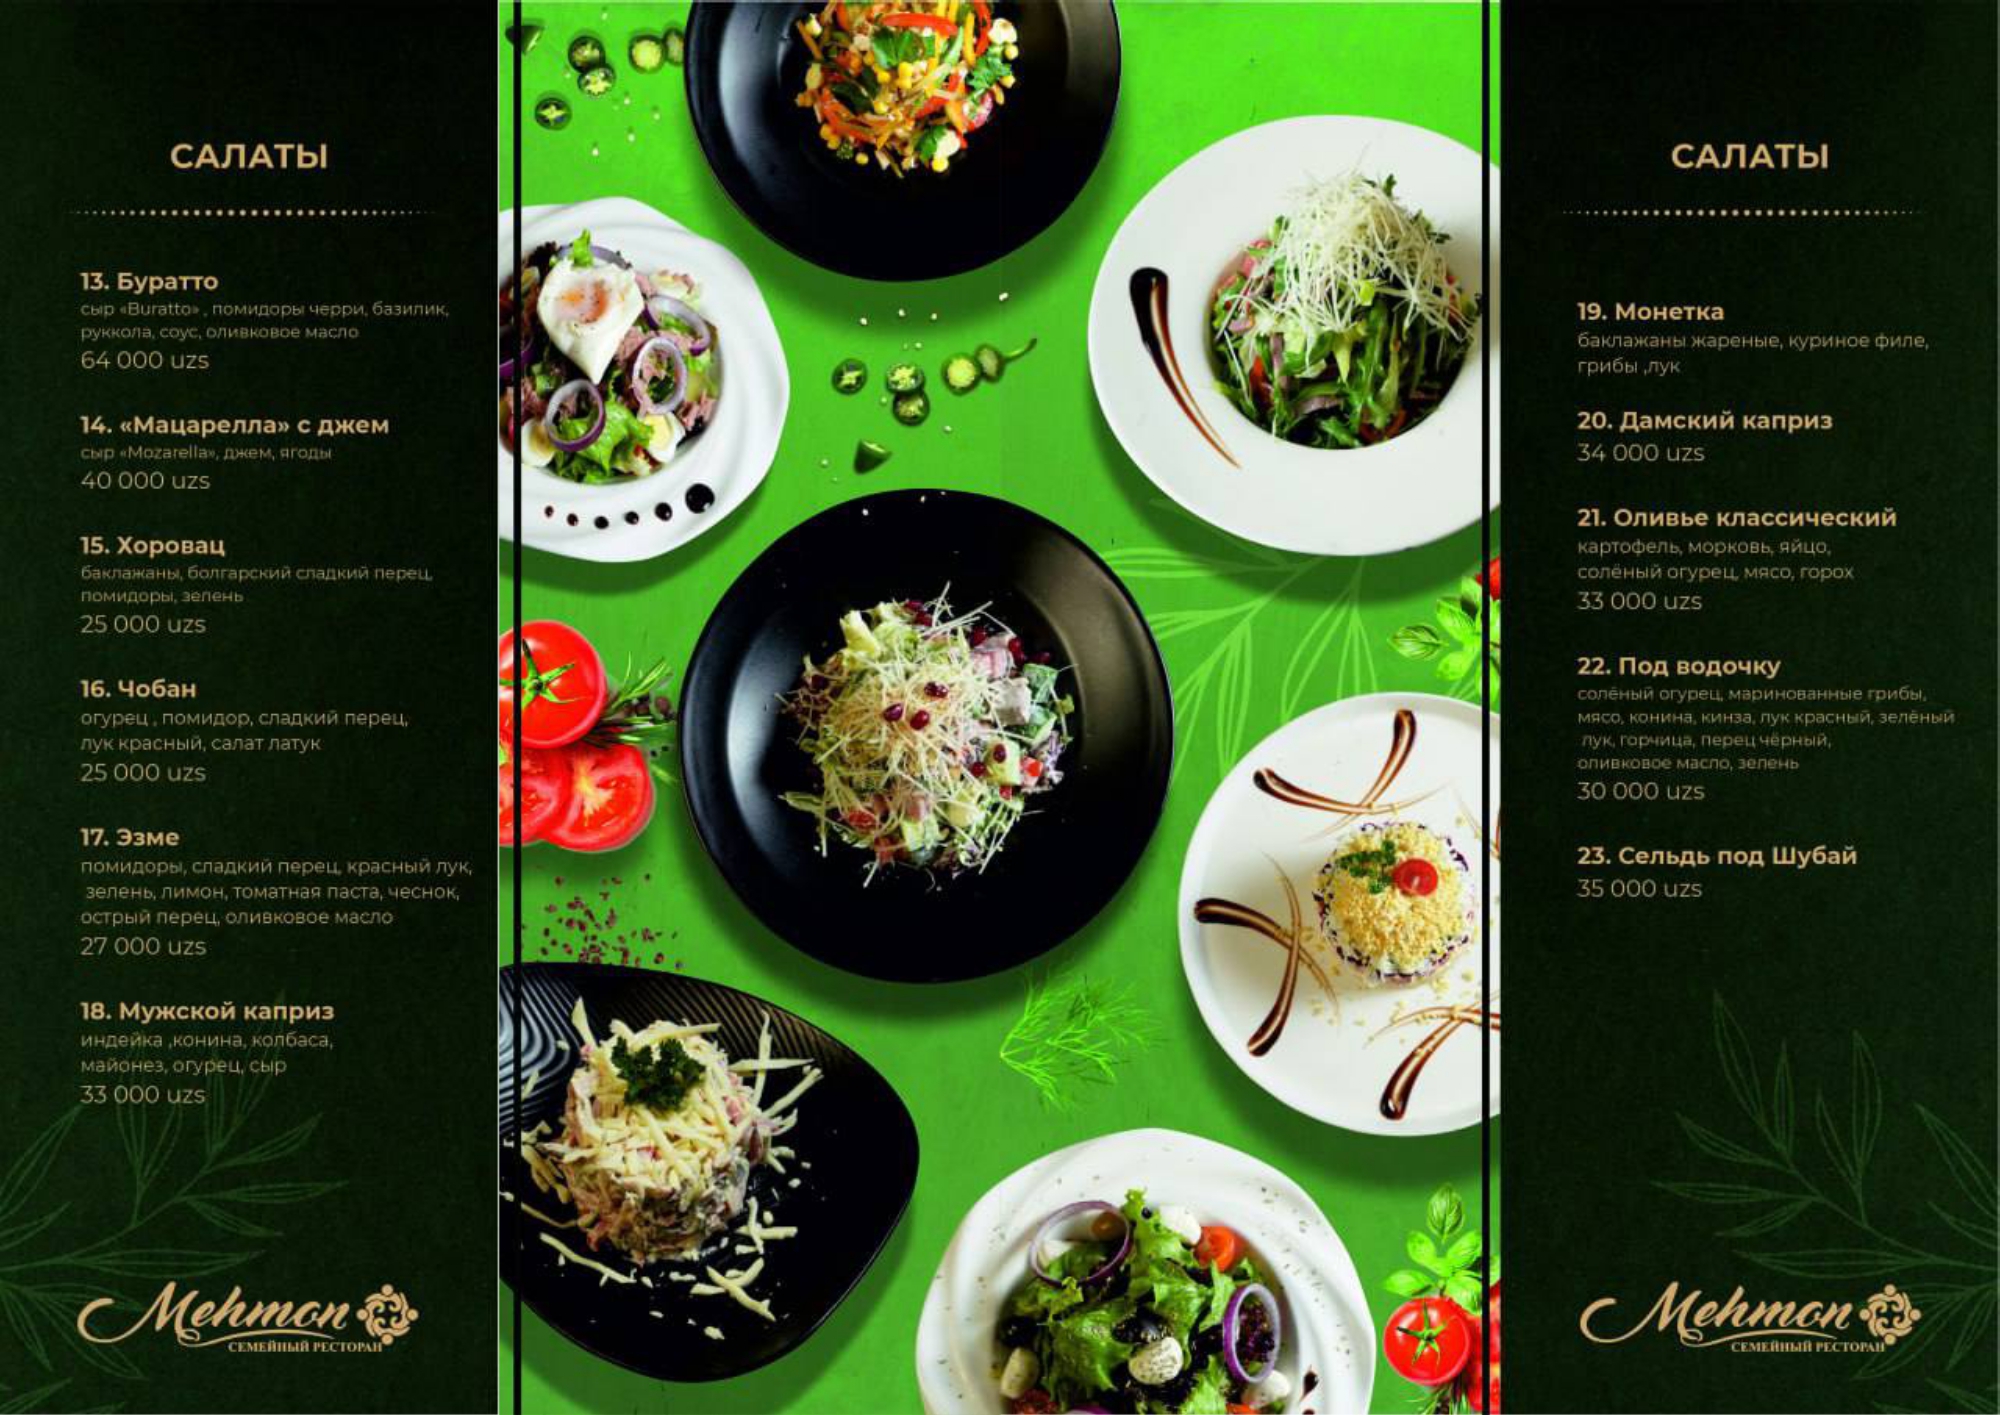 САЛАТЫ
13. Буратто
сыр «Buratto» , помидоры черри, базилик,
руккола, соус, оливковое масло
64 000 uzs
14. «Мацарелла» с джем
сыр «Mozarella», джем, ягоды
40 000 uzs
15. Хоровац
баклажаны, болгарский сладкий перец,
помидоры, зелень
25 000 uzs
16. Чобан
огурец , помидор, сладкий перец,
лук красный, салат латук
25 000 uzs
17. Эзме
помидоры, сладкий перец, красный лук,
зелень, лимон, томатная паста, чеснок,
острый перец, оливковое масло
27 000 uzs
18. Мужской каприз
индейка ,конина, колбаса,
майонез, огурец, сыр
33 000 uzs
Mehmon
СЕМЕЙНЫЙ РЕСТОРАН
САЛАТЫ
19. Монетка
баклажаны жареные, куриное филе,
грибы ,лук
20. Дамский каприз
34 000 uzs
21. Оливье классический
картофель, морковь, яйцо,
солёный огурец, мясо, горох
33 000 uzs
22. Под водочку
солёный огурец, маринованные грибы,
мясо, конина, кинза, лук красный, зелёный
лук, горчица, перец чёрный,
оливковое масло, зелень
30 000 uzs
23. Сельдь под Шубай
35 000 uzs
Mehmon
СЕМЕЙНЫЙ РЕСТОРАН